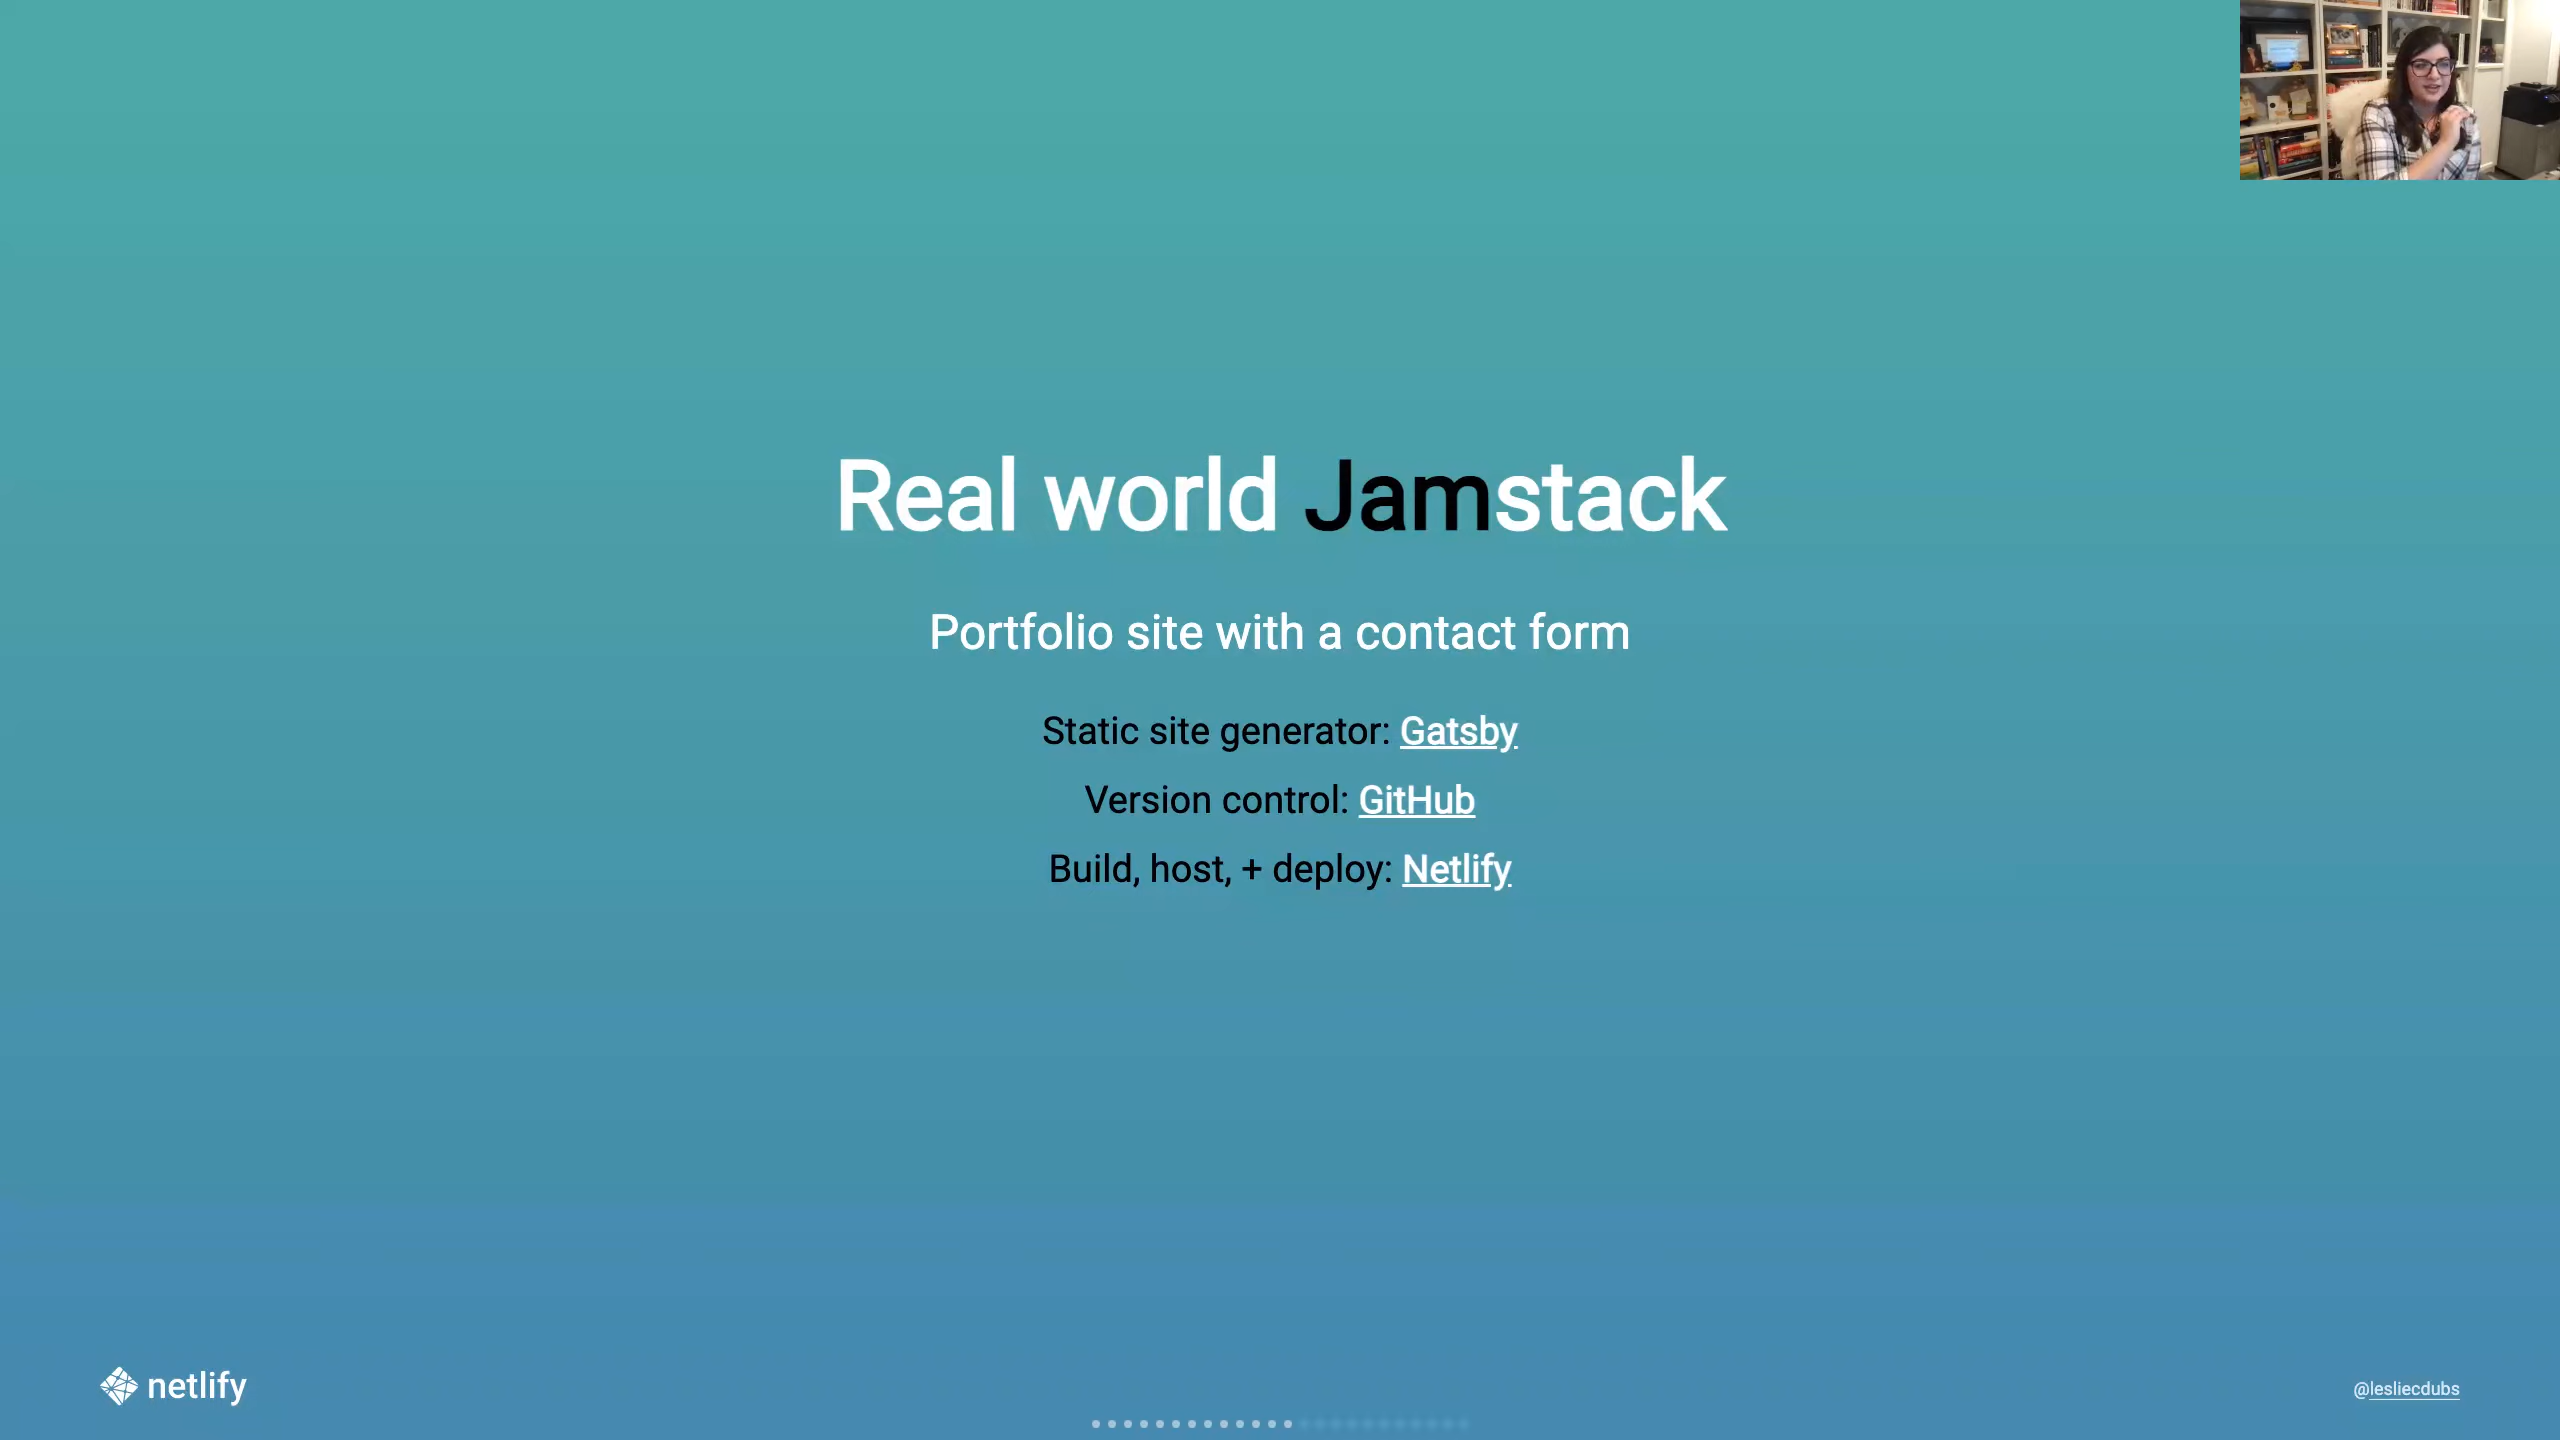 Real world Jamstack
Portfolio site with a contact form
Static site generator: Gatsby
Version control: GitHub
Build, host, + deploy: Netlify
netlify
@lesliecdubs